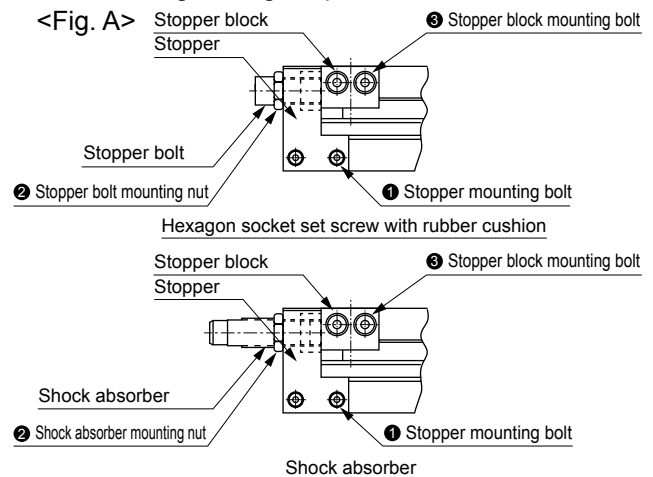 <Fig. A>
Stopper block
❸ Stopper block mounting bolt
Stopper
Stopper bolt
❷ Stopper bolt mounting nut
❶ Stopper mounting bolt
Hexagon socket set screw with rubber cushion
Stopper block
❸ Stopper block mounting bolt
Stopper
Shock absorber
❷ Shock absorber mounting nut
❶ Stopper mounting bolt
Shock absorber